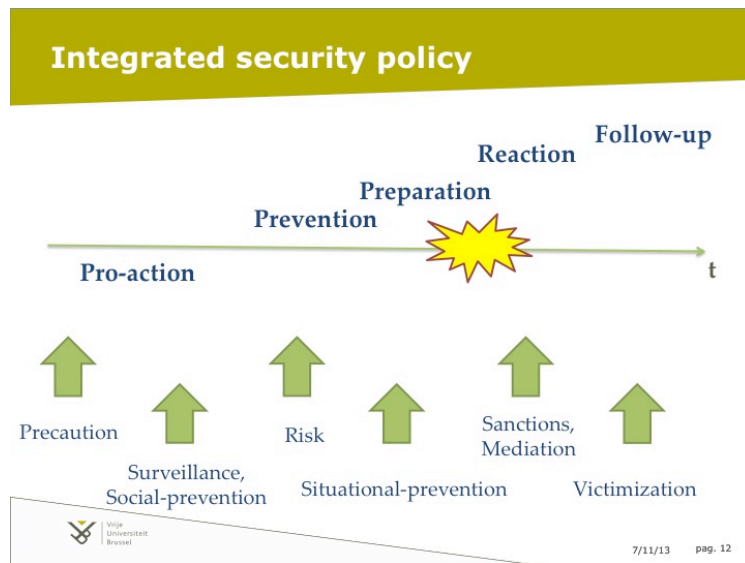 Integrated security policy
Follow-up
Reaction
Preparation
Prevention
t
Pro-action
Precaution
Surveillance,
Social-prevention
Risk
Situational-prevention
Sanctions,
Mediation
Victimization
Vrije
Universiteit
Brussel
7/11/13 pag. 12